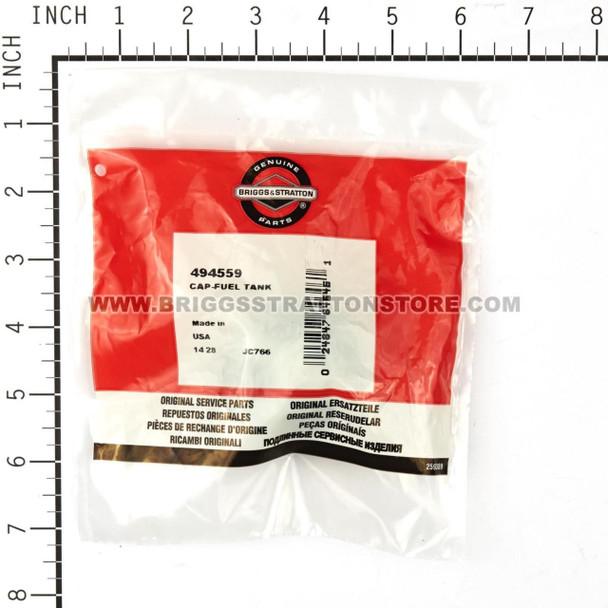 INCH 1 2 3 4 5 6 7 8
INCH
1
2
3
4
5
6
7
8
GENUINE
BRIGGS & STRATTON
®
PARTS
494559
CAP-FUEL TANK
WWW.BRIGGSSTRATTONSTORE.COM
Made in
USA
14 28 JC766
ORIGINAL SERVICE PARTS
REPUESTOS ORIGINALES
PIÈCES DE RECHANGE D'ORIGINE
RICAMBI ORIGINALI
ORIGINAL ERSATZTEILE
ORIGINAL RESERUDELAR
PEÇAS ORIGÍNAIS
ПОДЛИННЫЕ СЕРВИСНЫЕ ИЗДЕЛИЯ